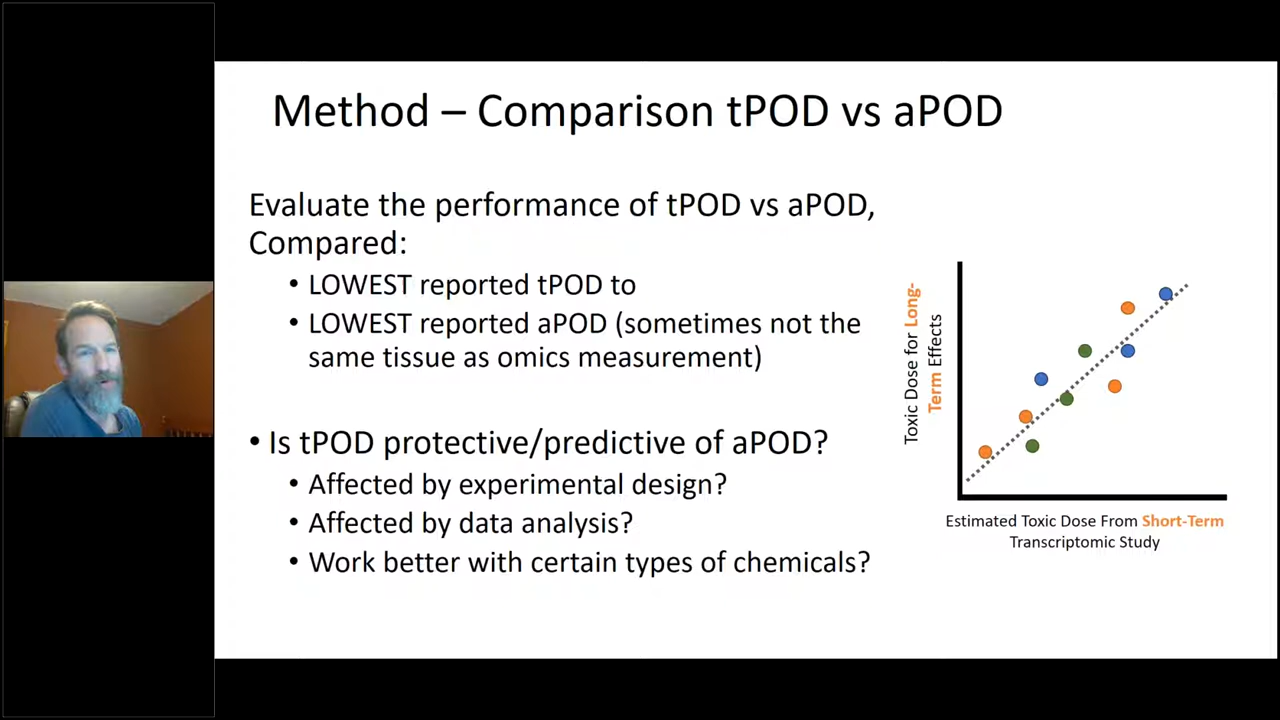 Method – Comparison tPOD vs aPOD
Evaluate the performance of tPOD vs aPOD,
Compared:
• LOWEST reported tPOD to
• LOWEST reported aPOD (sometimes not the
same tissue as omics measurement)
• Is tPOD protective/predictive of aPOD?
• Affected by experimental design?
• Affected by data analysis?
• Work better with certain types of chemicals?
Toxic Dose for Long-
Term Effects
Estimated Toxic Dose From Short-Term
Transcriptomic Study